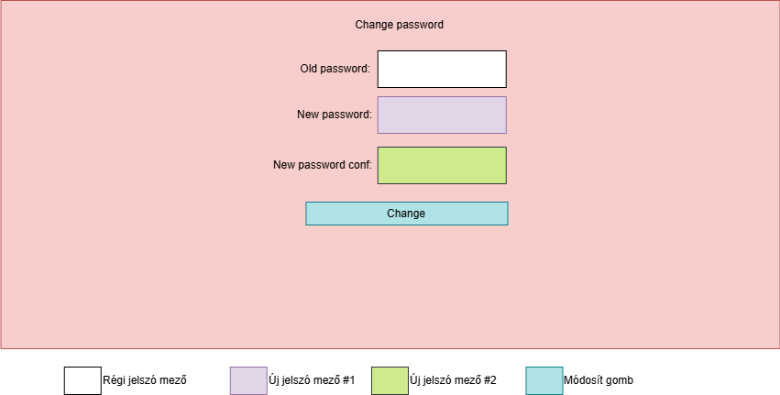 Change password
Old password:
New password:
New password conf:
Change
Régi jelszó mező
Új jelszó mező #1
Új jelszó mező #2
Módosít gomb